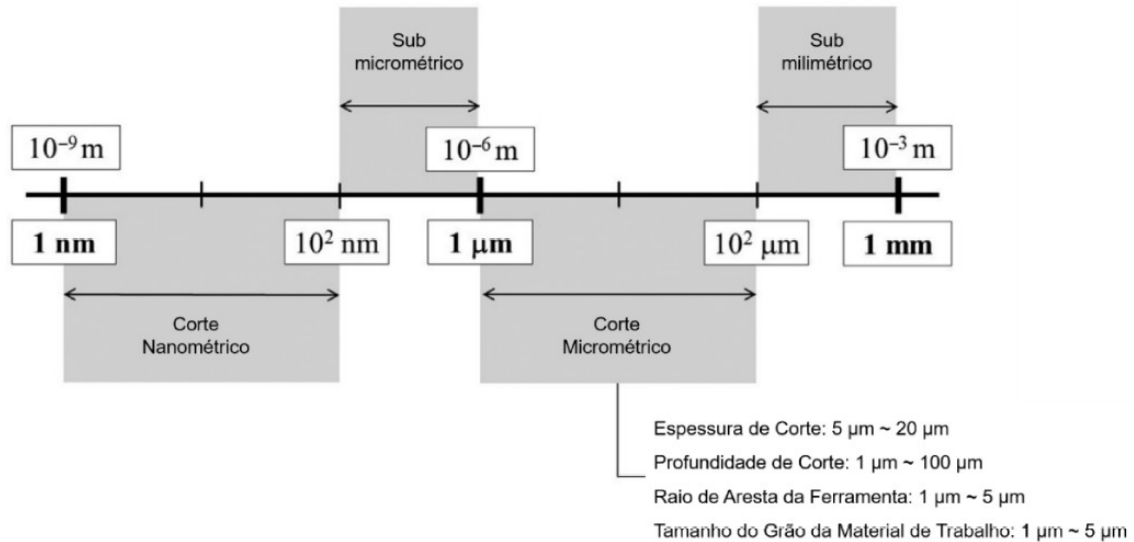 Sub
micrométrico
Sub
milimétrico
10⁻⁹ m
10⁻⁶ m
10⁻³ m
1 nm
10² nm
1 μm
10² μm
1 mm
Corte
Nanométrico
Corte
Micrométrico
Espessura de Corte: 5 μm ~ 20 μm
Profundidade de Corte: 1 μm ~ 100 μm
Raio de Aresta da Ferramenta: 1 μm ~ 5 μm
Tamanho do Grão da Material de Trabalho: 1 μm ~ 5 μm